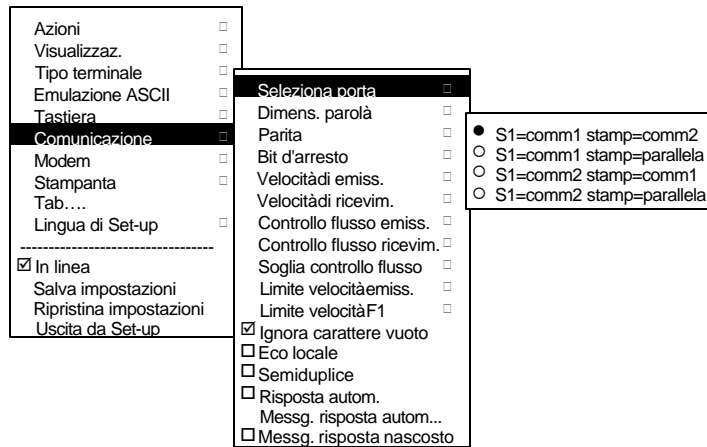 Azioni
Visualizzaz.
Tipo terminale
Emulazione ASCII
Tastiera
Comunicazione
Modem
Stampanta
Tab….
Lingua di Set-up
----------------------------------
In linea
Salva impostazioni
Ripristina impostazioni
Uscita da Set-up
Seleziona porta
Dimens. parolà
Parita
Bit d'arresto
Velocitàdi emiss.
Velocitàdi ricevim.
Controllo flusso emiss.
Controllo flusso ricevim.
Soglia controllo flusso
Limite velocitàemiss.
Limite velocitàF1
Ignora carattere vuoto
Eco locale
Semiduplice
Risposta autom.
Messg. risposta autom...
Messg. risposta nascosto
S1=comm1 stamp=comm2
S1=comm1 stamp=parallela
S1=comm2 stamp=comm1
S1=comm2 stamp=parallela